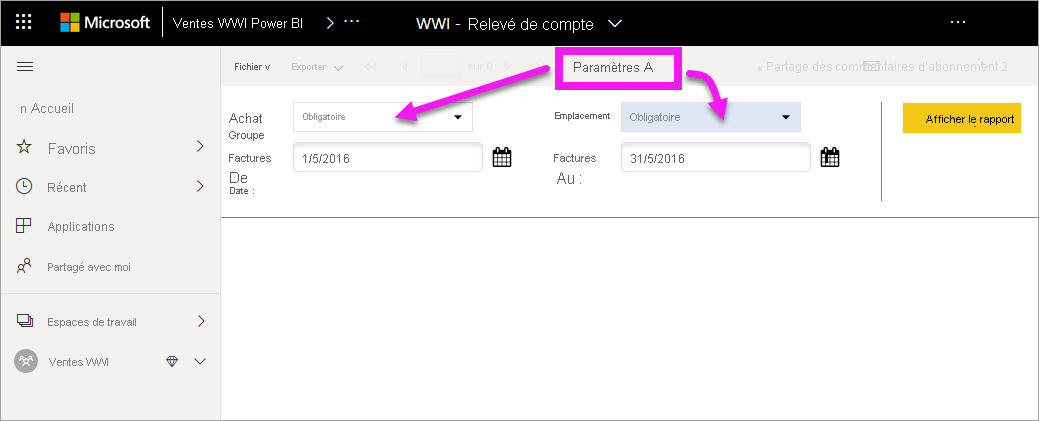 Microsoft Ventes WWI Power BI > ... WWI - Relevé de compte ...
Fichier v Exporter sur 0 Paramètres A « Partage des commentaires d'abonnement 2
n Accueil
Favoris
Récent
Applications
Partagé avec moi
Espaces de travail
Ventes WWI
Achat
Groupe
Obligatoire
Emplacement
Obligatoire
Afficher le rapport
Factures
De
Date :
1/5/2016
Factures
Au :
31/5/2016